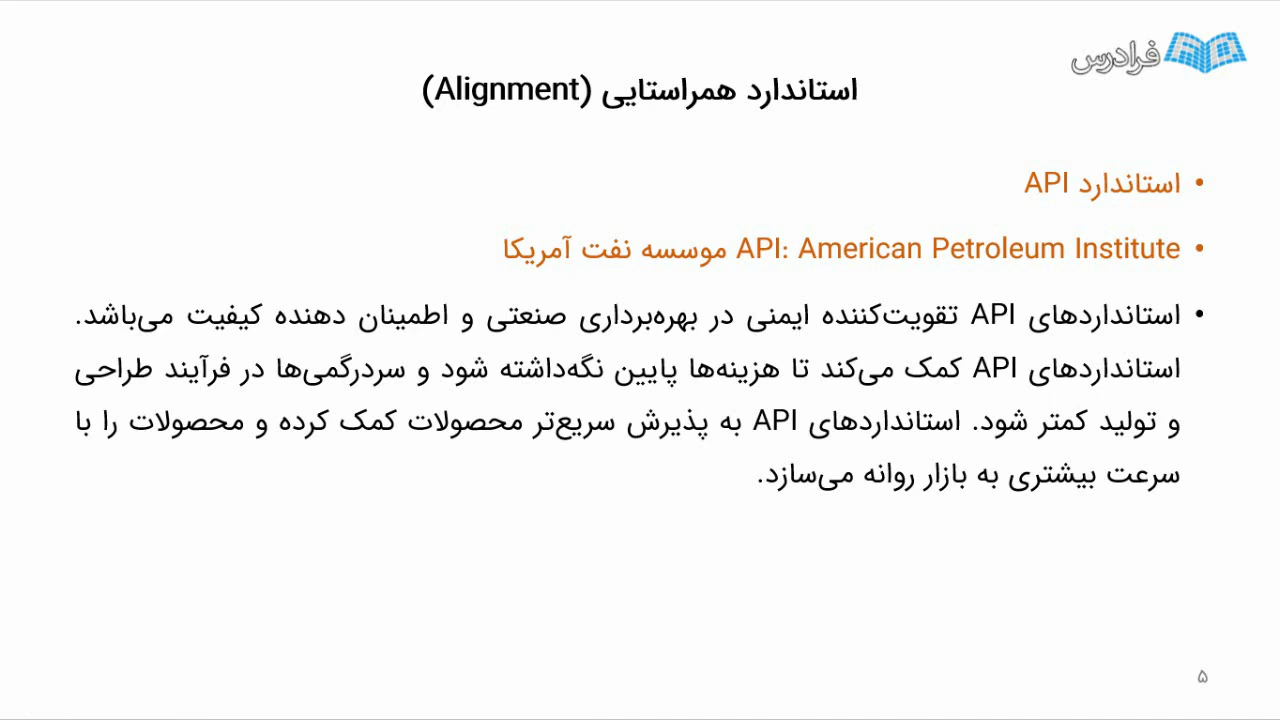 فرادرس
استاندارد همراستایی (Alignment)
• استاندارد API
• API: American Petroleum Institute موسسه نفت آمریکا
• استانداردهای API تقویت‌کننده ایمنی در بهره‌برداری صنعتی و اطمینان دهنده کیفیت می‌باشد.
استانداردهای API کمک می‌کند تا هزینه‌ها پایین نگه‌داشته شود و سردرگمی‌ها در فرآیند طراحی
و تولید کمتر شود. استانداردهای API به پذیرش سریع‌تر محصولات کمک کرده و محصولات را با
سرعت بیشتری به بازار روانه می‌سازد.
۵